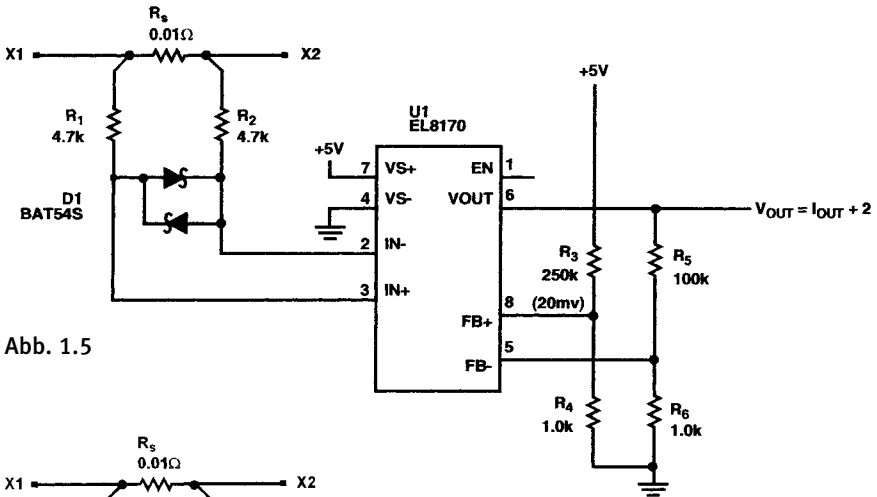 Rs
0.01Ω
X1
X2
R1
4.7k
R2
4.7k
D1
BAT54S
U1
EL8170
+5V
+5V
7 VS+
4 VS-
2 IN-
3 IN+
EN 1
VOUT 6
FB+ 8
(20mv)
FB- 5
VOUT = IOUT + 2
R3
250k
R5
100k
R4
1.0k
R6
1.0k
Abb. 1.5
Rs
0.01Ω
X1
X2